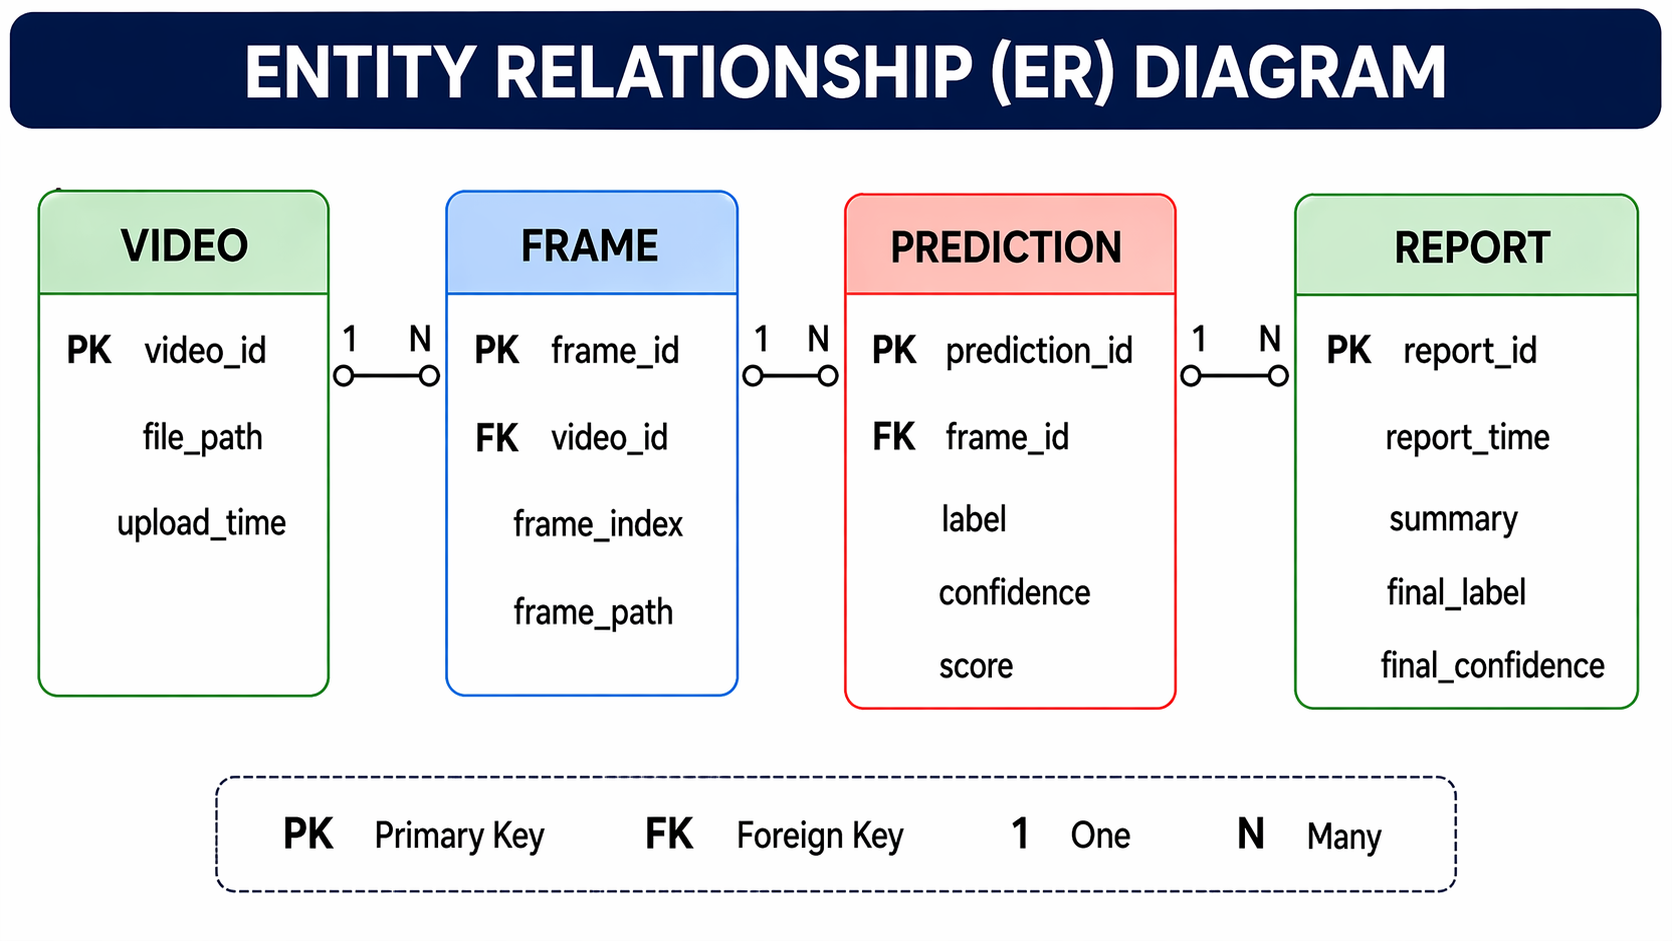 ENTITY RELATIONSHIP (ER) DIAGRAM
VIDEO
PK video_id
file_path
upload_time
1 N
FRAME
PK frame_id
FK video_id
frame_index
frame_path
1 N
PREDICTION
PK prediction_id
FK frame_id
label
confidence
score
1 N
REPORT
PK report_id
report_time
summary
final_label
final_confidence
PK Primary Key FK Foreign Key 1 One N Many